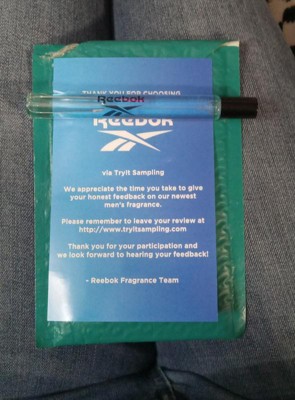 THANK YOU FOR CHOOSING
Reebok
Reebok
via TryIt Sampling
We appreciate the time you take to give
your honest feedback on our newest
men's fragrance.
Please remember to leave your review at
http://www.tryitsampling.com
Thank you for your participation and
we look forward to hearing your feedback!
- Reebok Fragrance Team